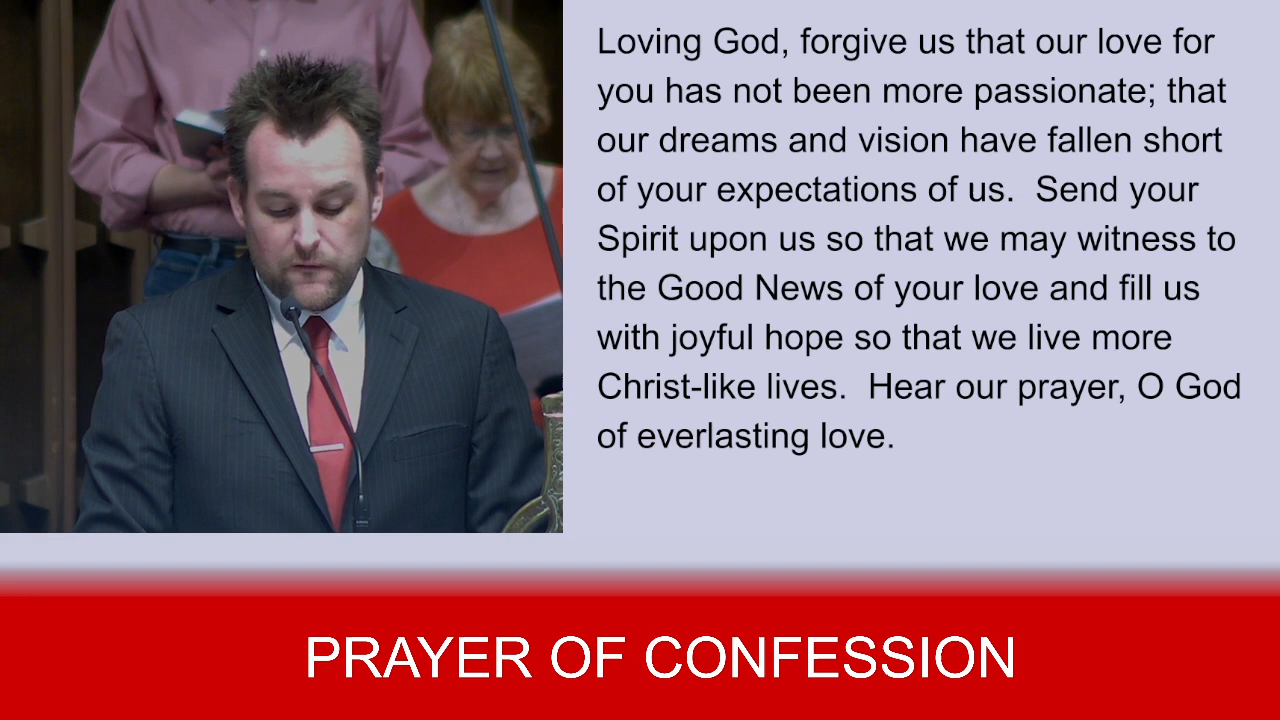 Loving God, forgive us that our love for
you has not been more passionate; that
our dreams and vision have fallen short
of your expectations of us.  Send your
Spirit upon us so that we may witness to
the Good News of your love and fill us
with joyful hope so that we live more
Christ-like lives.  Hear our prayer, O God
of everlasting love.
PRAYER OF CONFESSION